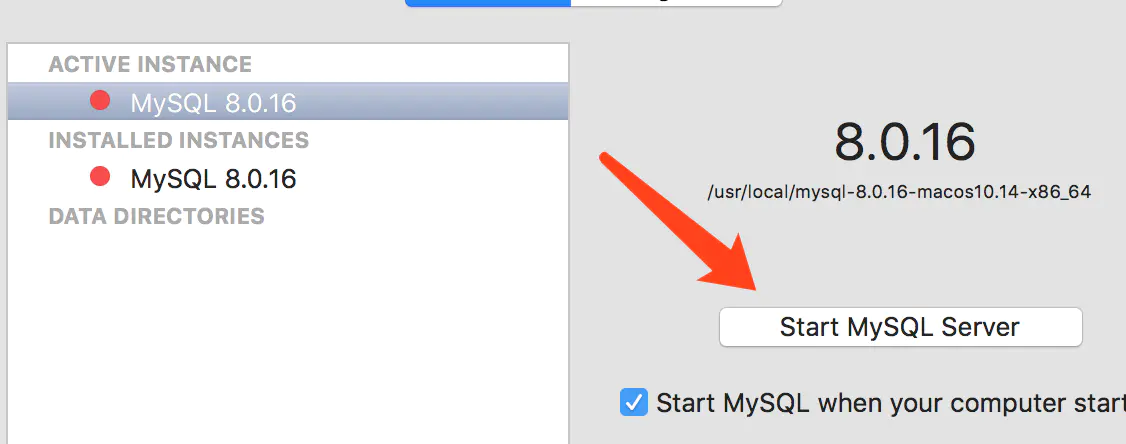 ACTIVE INSTANCE
MySQL 8.0.16
INSTALLED INSTANCES
MySQL 8.0.16
DATA DIRECTORIES
8.0.16
/usr/local/mysql-8.0.16-macos10.14-x86_64
Start MySQL Server
Start MySQL when your computer start